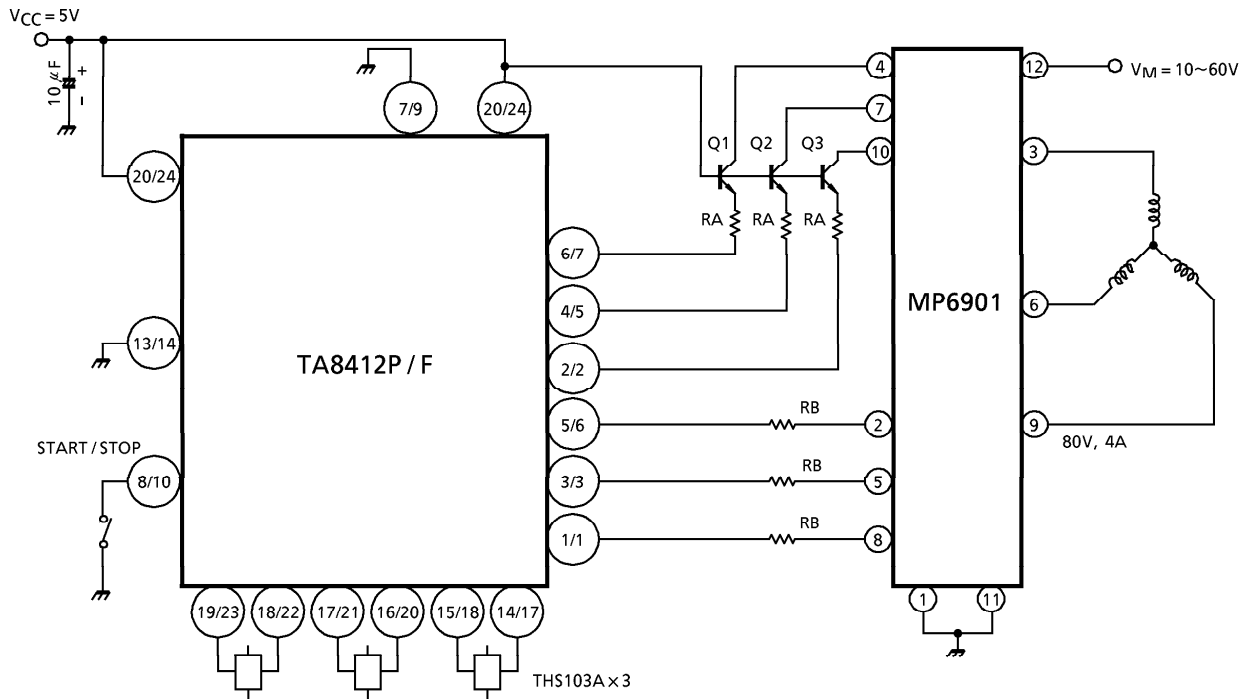 VCC = 5V
10 μF
+
−
7/9
20/24
20/24
4
12
VM = 10~60V
7
Q1
Q2
Q3
10
3
RA
RA
RA
6/7
4/5
6
MP6901
13/14
TA8412P / F
2/2
5/6
RB
2
9
80V, 4A
START / STOP
8/10
3/3
RB
5
1/1
RB
8
19/23
18/22
17/21
16/20
15/18
14/17
1
11
THS103A × 3